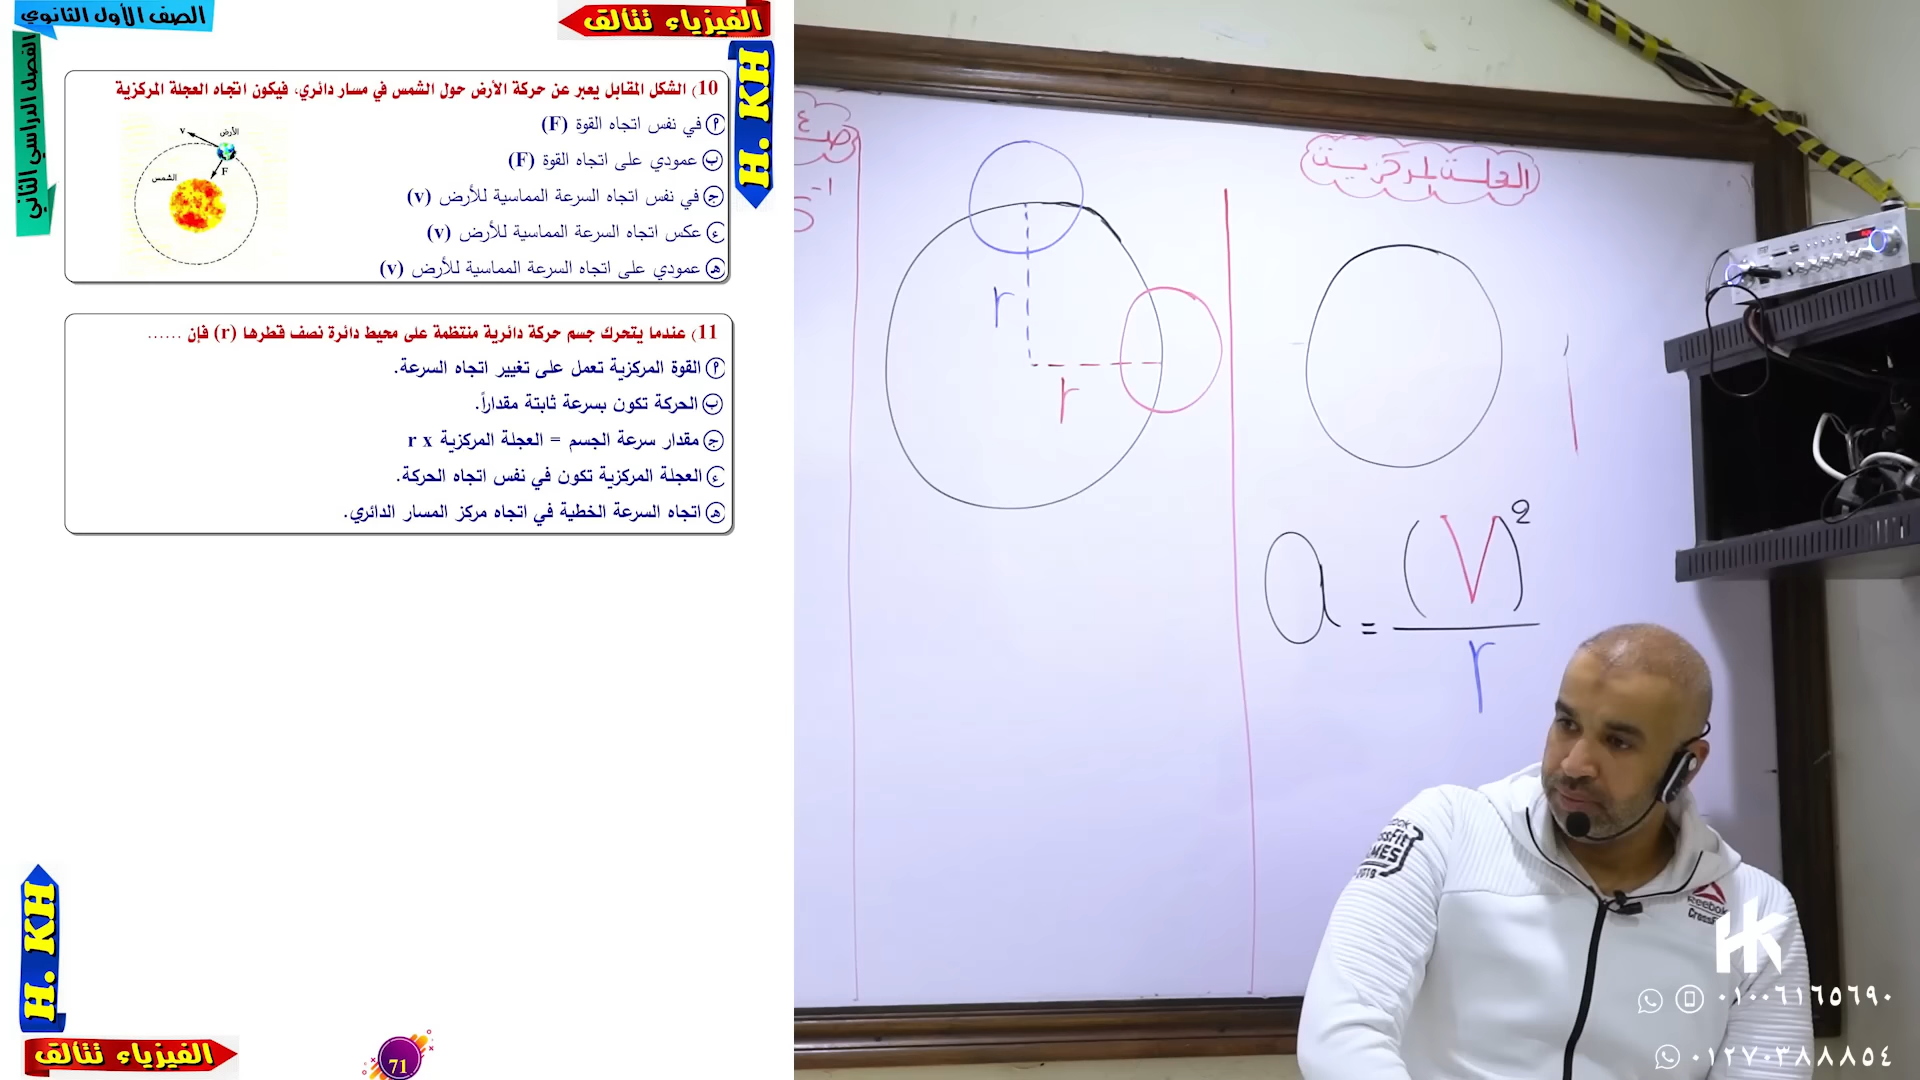 الصف الأول الثانوي
الفيزياء تتألق
الفصل الدراسي الثاني
H. KH
10) الشكل المقابل يعبر عن حركة الأرض حول الشمس في مسار دائري، فيكون اتجاه العجلة المركزية
أ في نفس اتجاه القوة (F)
ب عمودي على اتجاه القوة (F)
ج في نفس اتجاه السرعة المماسية للأرض (v)
ء عكس اتجاه السرعة المماسية للأرض (v)
هـ عمودي على اتجاه السرعة المماسية للأرض (v)
v
الأرض
F
الشمس
11) عندما يتحرك جسم حركة دائرية منتظمة على محيط دائرة نصف قطرها (r) فإن ......
أ القوة المركزية تعمل على تغيير اتجاه السرعة.
ب الحركة تكون بسرعة ثابتة مقداراً.
ج مقدار سرعة الجسم = العجلة المركزية r x
ء العجلة المركزية تكون في نفس اتجاه الحركة.
هـ اتجاه السرعة الخطية في اتجاه مركز المسار الدائري.
H. KH
الفيزياء تتألق
71
العجلة المركزية
r
r
a = (V)²
r
Reebok
CrossFit
HK
٠١٠٠٦١٦٥٦٩٠
٠١٢٧٠٣٨٨٨٥٤